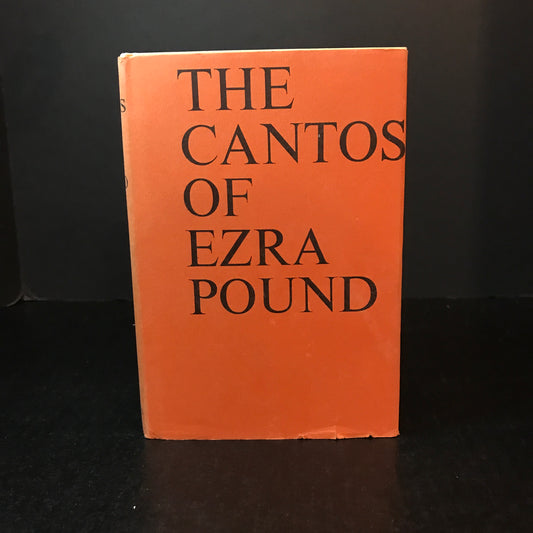 THE
CANTOS
OF
EZRA
POUND